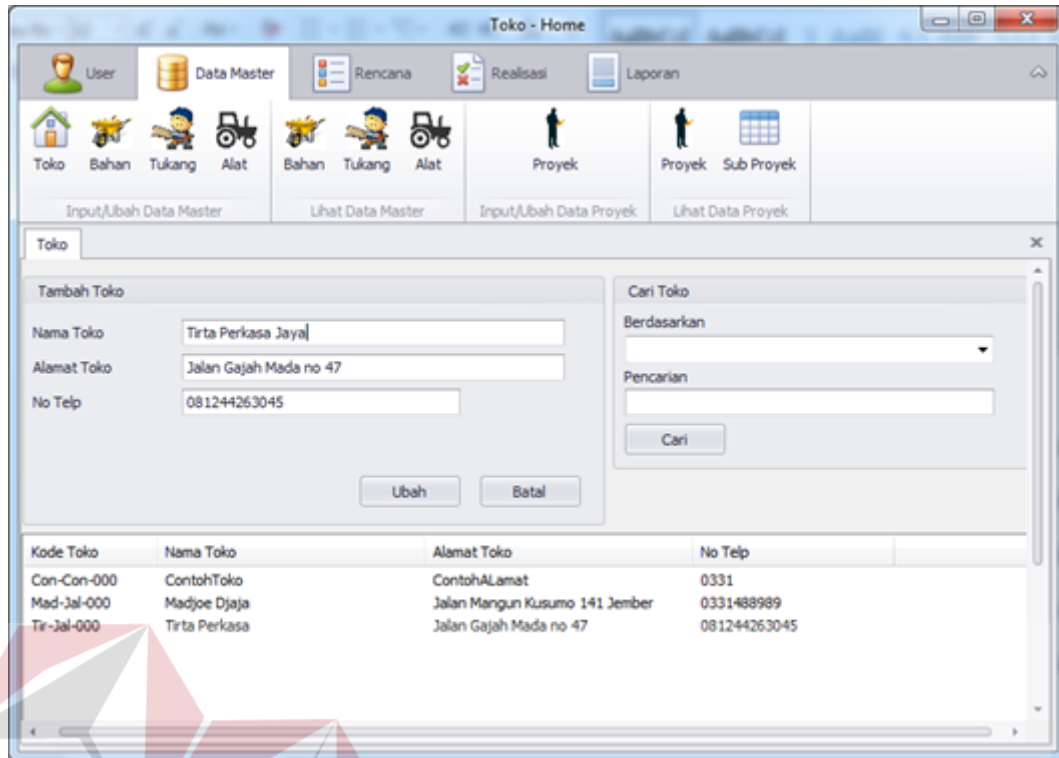 Toko - Home
User Data Master Rencana Realisasi Laporan
Toko Bahan Tukang Alat Bahan Tukang Alat Proyek Proyek Sub Proyek
Input/Ubah Data Master Lihat Data Master Input/Ubah Data Proyek Lihat Data Proyek
Toko
Tambah Toko
Nama Toko Tirta Perkasa Jaya
Alamat Toko Jalan Gajah Mada no 47
No Telp 081244263045
Ubah Batal
Cari Toko
Berdasarkan
Pencarian
Cari
Kode Toko Nama Toko Alamat Toko No Telp
Con-Con-000 ContohToko ContohALamat 0331
Mad-Jal-000 Madjoe Djaja Jalan Mangun Kusumo 141 Jember 0331488989
Tir-Jal-000 Tirta Perkasa Jalan Gajah Mada no 47 081244263045